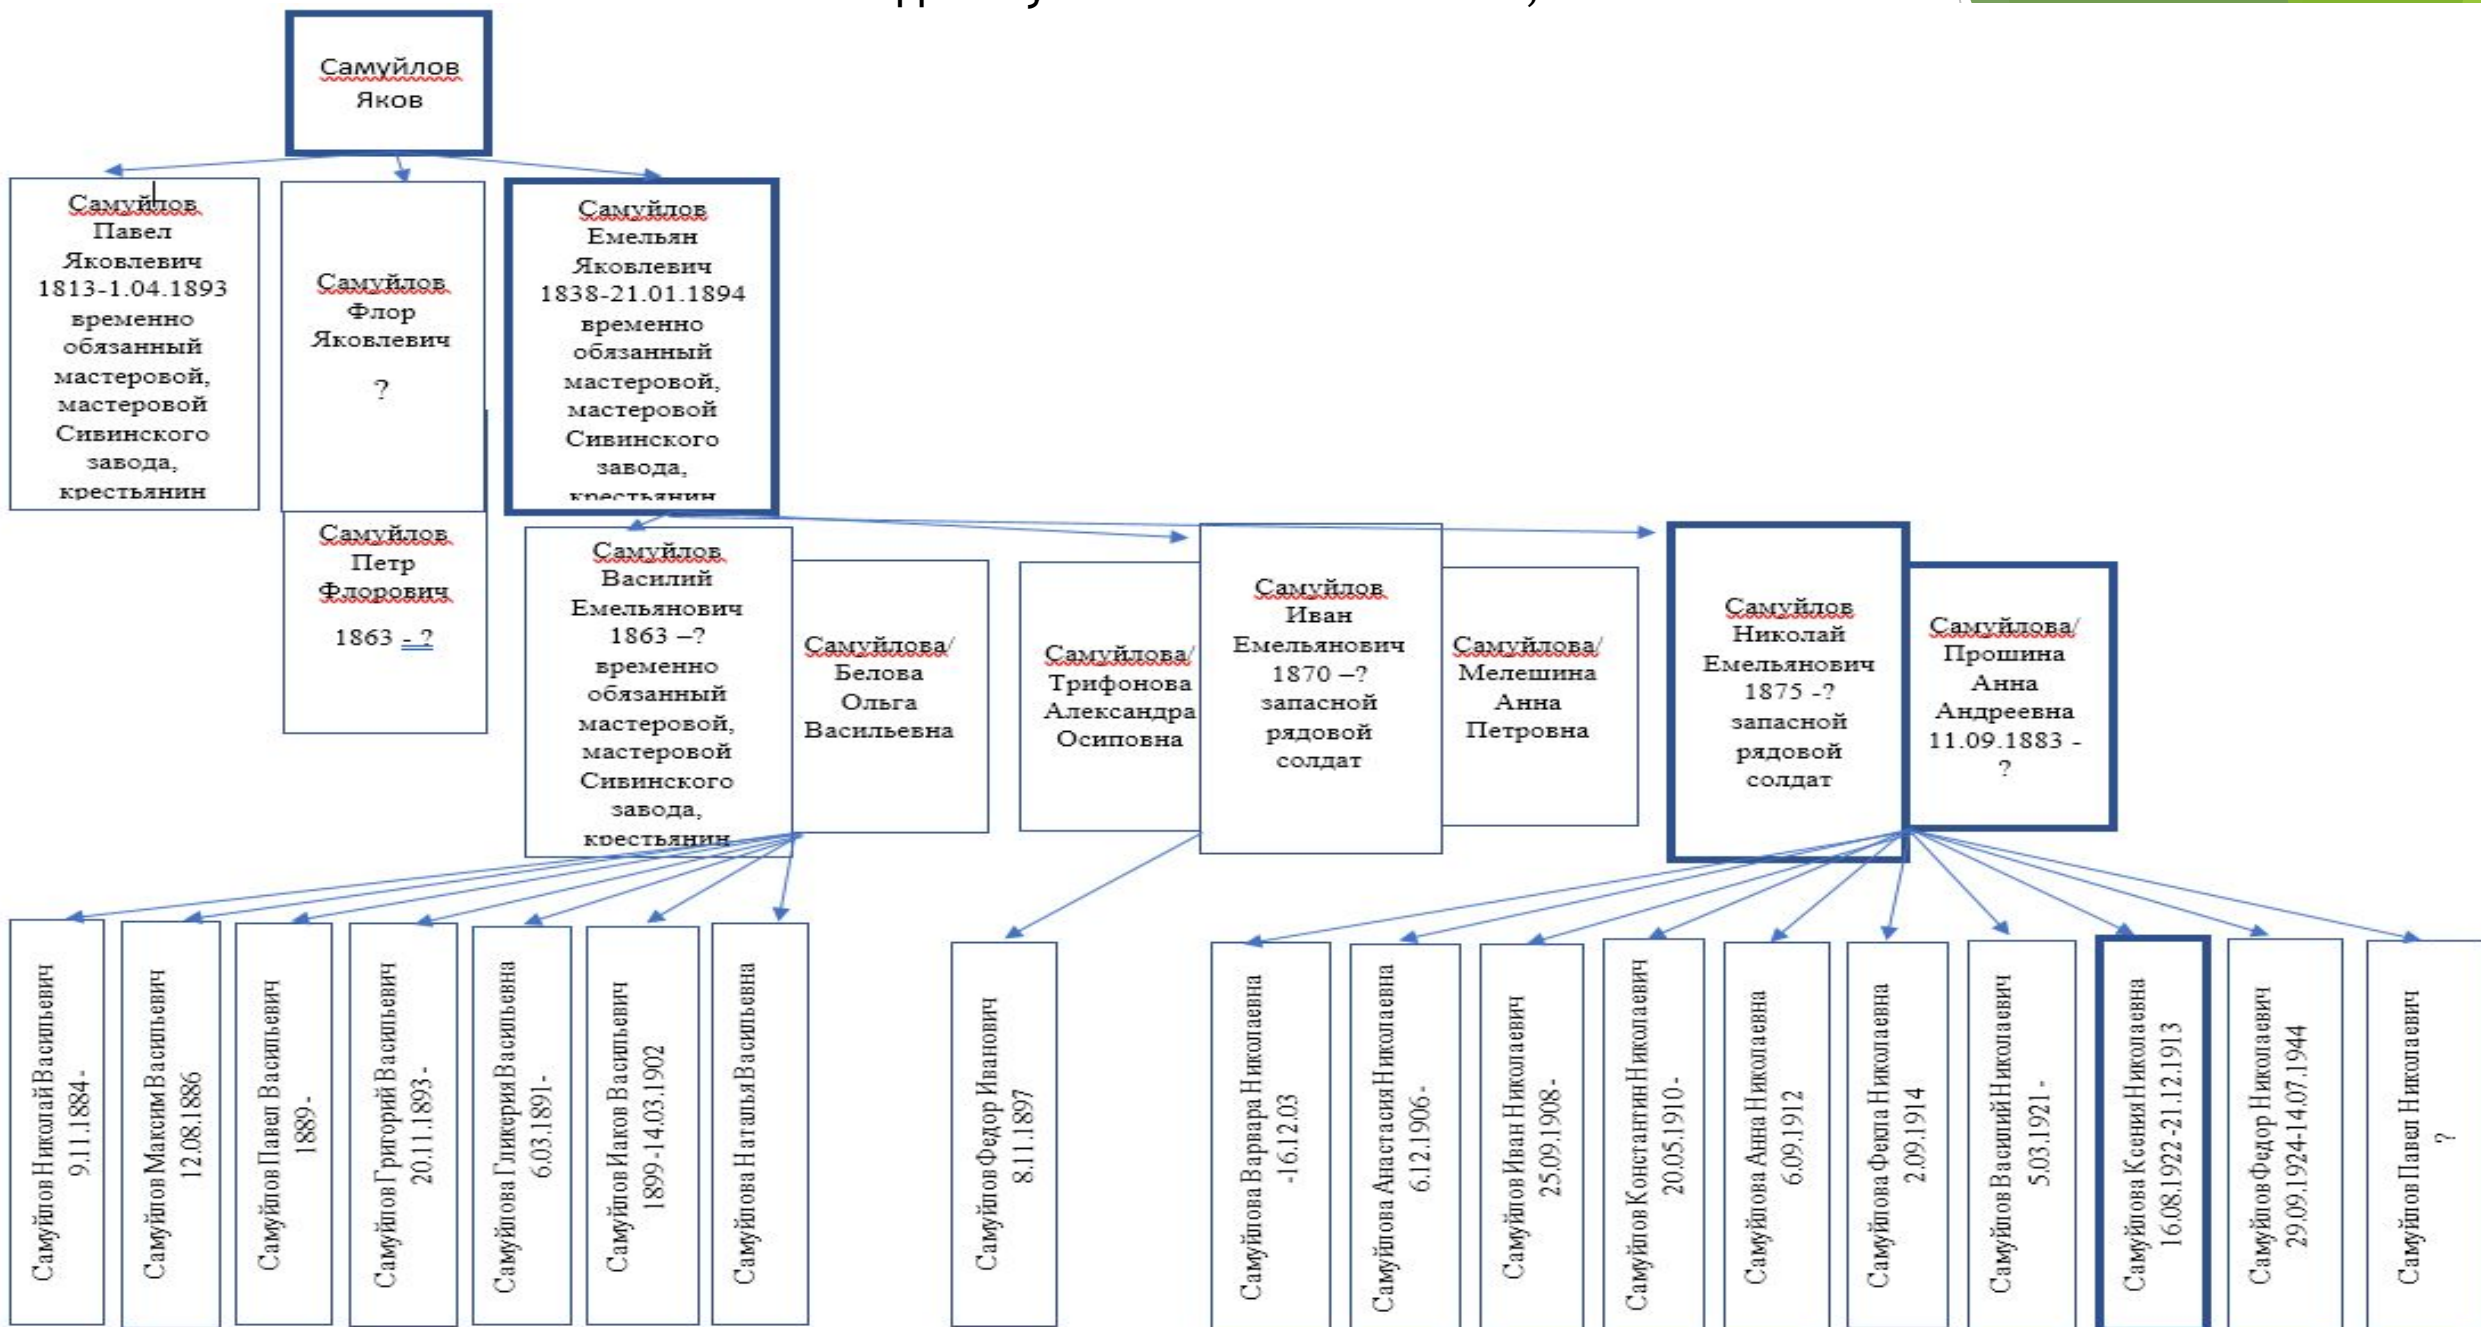 Самуйлов
Яков
Самуйлов
Павел
Яковлевич
1813-1.04.1893
временно
обязанный
мастеровой,
мастеровой
Сивинского
завода,
крестьянин
Самуйлов
Флор
Яковлевич
?
Самуйлов
Емельян
Яковлевич
1838-21.01.1894
временно
обязанный
мастеровой,
мастеровой
Сивинского
завода,
крестьянин
Самуйлов
Петр
Флорович
1863 - ?
Самуйлов
Василий
Емельянович
1863 –?
временно
обязанный
мастеровой,
мастеровой
Сивинского
завода,
крестьянин
Самуйлова/
Белова
Ольга
Васильевна
Самуйлова/
Трифонова
Александра
Осиповна
Самуйлов
Иван
Емельянович
1870 –?
запасной
рядовой
солдат
Самуйлова/
Мелешина
Анна
Петровна
Самуйлов
Николай
Емельянович
1875 -?
запасной
рядовой
солдат
Самуйлова/
Прошина
Анна
Андреевна
11.09.1883 -
?
Самуйлов Николай Васильевич
9.11.1884 -
Самуйлов Максим Васильевич
12.08.1886
Самуйлов Павел Васильевич
1889 -
Самуйлов Григорий Васильевич
20.11.1893 -
Самуйлова Гликерия Васильевна
6.03.1891 -
Самуйлов Иаков Васильевич
1899-14.03.1902
Самуйлова Наталья Васильевна
Самуйлов Федор Иванович
8.11.1897
Самуйлова Варвара Николаевна
-16.12.03
Самуйлова Анастасия Николаевна
6.12.1906 -
Самуйлов Иван Николаевич
25.09.1908-
Самуйлов Константин Николаевич
20.05.1910 -
Самуйлова Анна Николаевна
6.09.1912
Самуйлова Фекла Николаевна
2.09.1914
Самуйлов Василий Николаевич
5.03.1921 -
Самуйлова Ксения Николаевна
16.08.1922 -21.12.1913
Самуйлов Федор Николаевич
29.09.1924-14.07.1944
Самуйлов Павел Николаевич
?